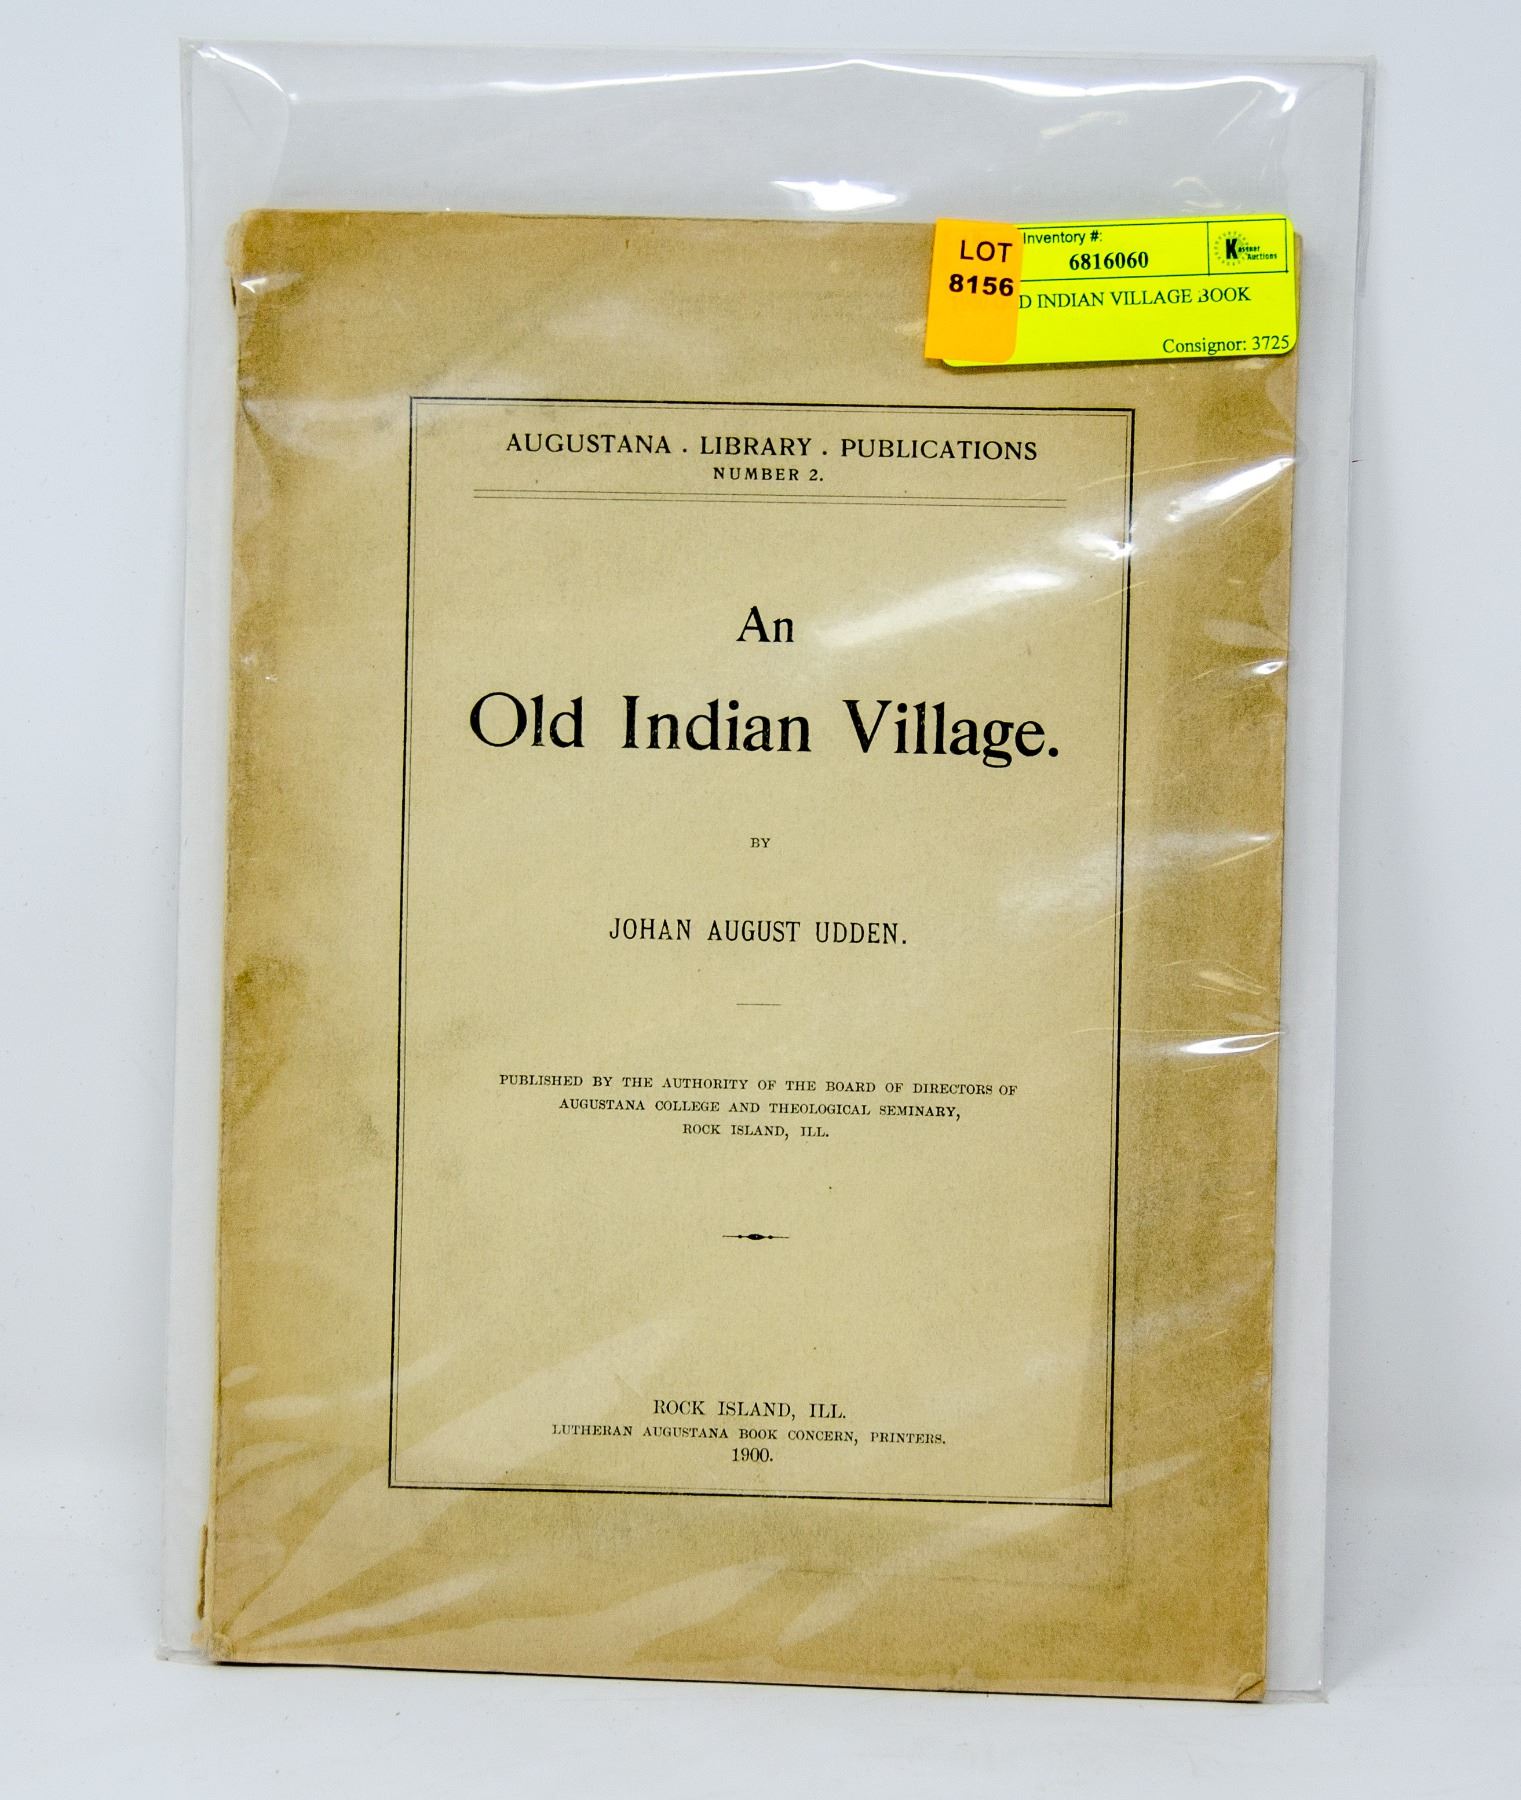 LOT
8156
Inventory #:
6816060
Kastner
Auctions
D INDIAN VILLAGE BOOK
Consignor: 3725
AUGUSTANA . LIBRARY . PUBLICATIONS
NUMBER 2.
An
Old Indian Village.
BY
JOHAN AUGUST UDDEN.
PUBLISHED BY THE AUTHORITY OF THE BOARD OF DIRECTORS OF
AUGUSTANA COLLEGE AND THEOLOGICAL SEMINARY,
ROCK ISLAND, ILL.
ROCK ISLAND, ILL.
LUTHERAN AUGUSTANA BOOK CONCERN, PRINTERS.
1900.